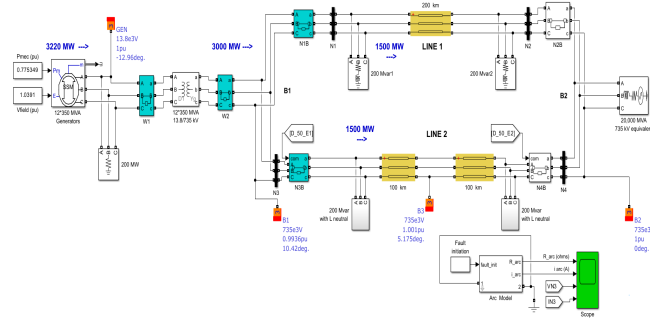 200 km
GEN
13.8e3V
1pu
-12.96deg.
3220 MW --->
3000 MW --->
N1B
N1
N2
N2B
1500 MW
--->
LINE 1
Pmec (pu)
0.775349
Pm
m
SSM
E
1.0391
Vfield (pu)
12*350 MVA
Generators
W1
12*350 MVA
13.8/735 kV
W2
200 Mvar1
200 Mvar2
B1
B2
20,000 MVA
735 kV equivalent
200 MW
[D_50_E1]
1500 MW
--->
LINE 2
[D_50_E2]
com
com
N3
N3B
100 km
100 km
N4B
N4
200 Mvar
with L neutral
200 Mvar
with L neutral
B1
735e3V
0.9936pu
10.42deg.
B3
735e3V
1.001pu
5.175deg.
B2
735e3
1pu
0deg.
Fault
initiation
fault_init
R_arc
i_arc
1
2
Arc Model
R_arc (ohms)
i arc (A)
VN3
IN3
Scope